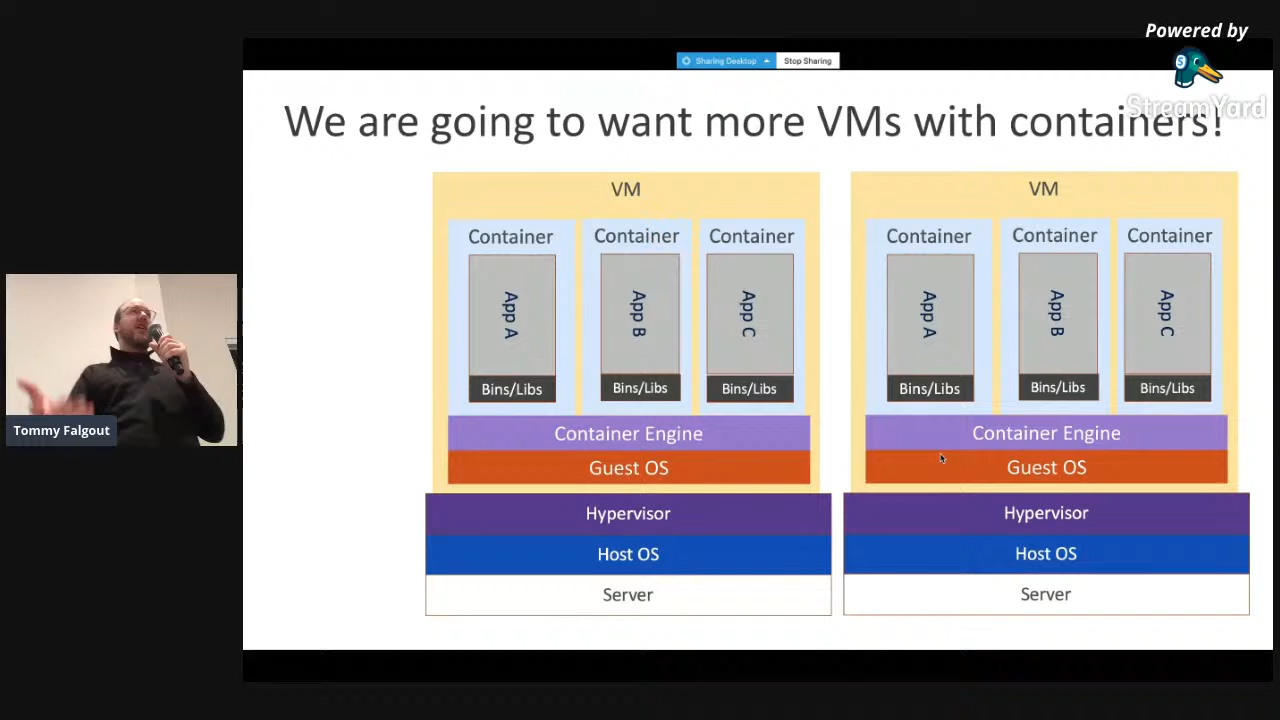 Powered by
StreamYard
Sharing Desktop
Stop Sharing
We are going to want more VMs with containers!
VM
Container
Container
Container
App A
App B
App C
Bins/Libs
Bins/Libs
Bins/Libs
Container Engine
Guest OS
Hypervisor
Host OS
Server
VM
Container
Container
Container
App A
App B
App C
Bins/Libs
Bins/Libs
Bins/Libs
Container Engine
Guest OS
Hypervisor
Host OS
Server
Tommy Falgout